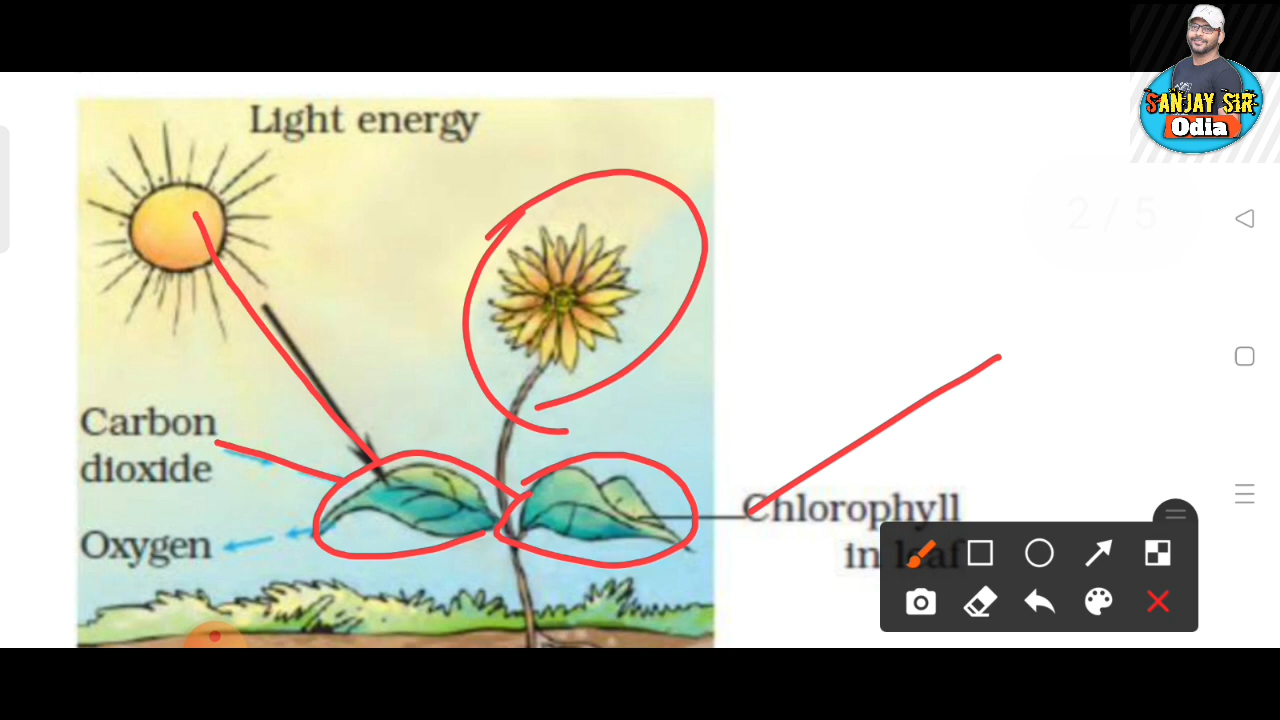 SANJAY SIR
Odia
Light energy
2 / 5
Carbon
dioxide
Oxygen
Chlorophyll
in leaf